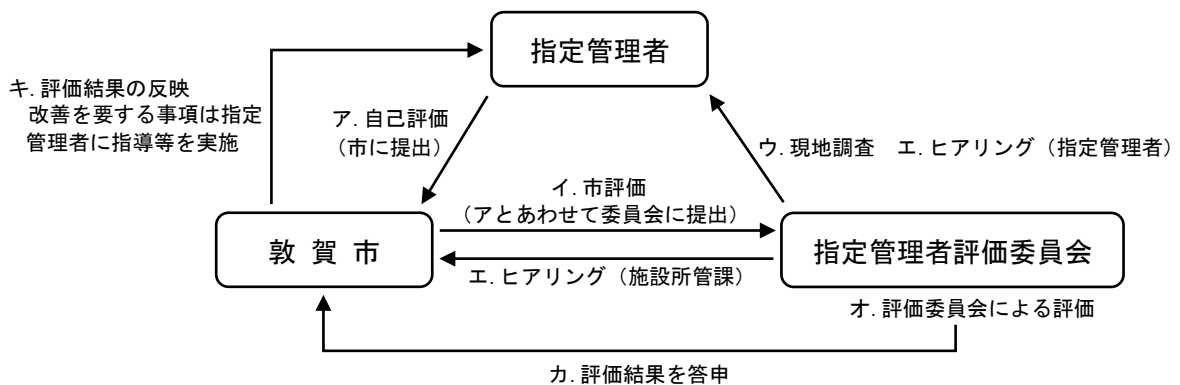 指定管理者
キ. 評価結果の反映
改善を要する事項は指定
管理者に指導等を実施
ア. 自己評価
（市に提出）
ウ. 現地調査　エ. ヒアリング（指定管理者）
イ. 市評価
（アとあわせて委員会に提出）
敦 賀 市
指定管理者評価委員会
エ. ヒアリング（施設所管課）
オ. 評価委員会による評価
カ. 評価結果を答申